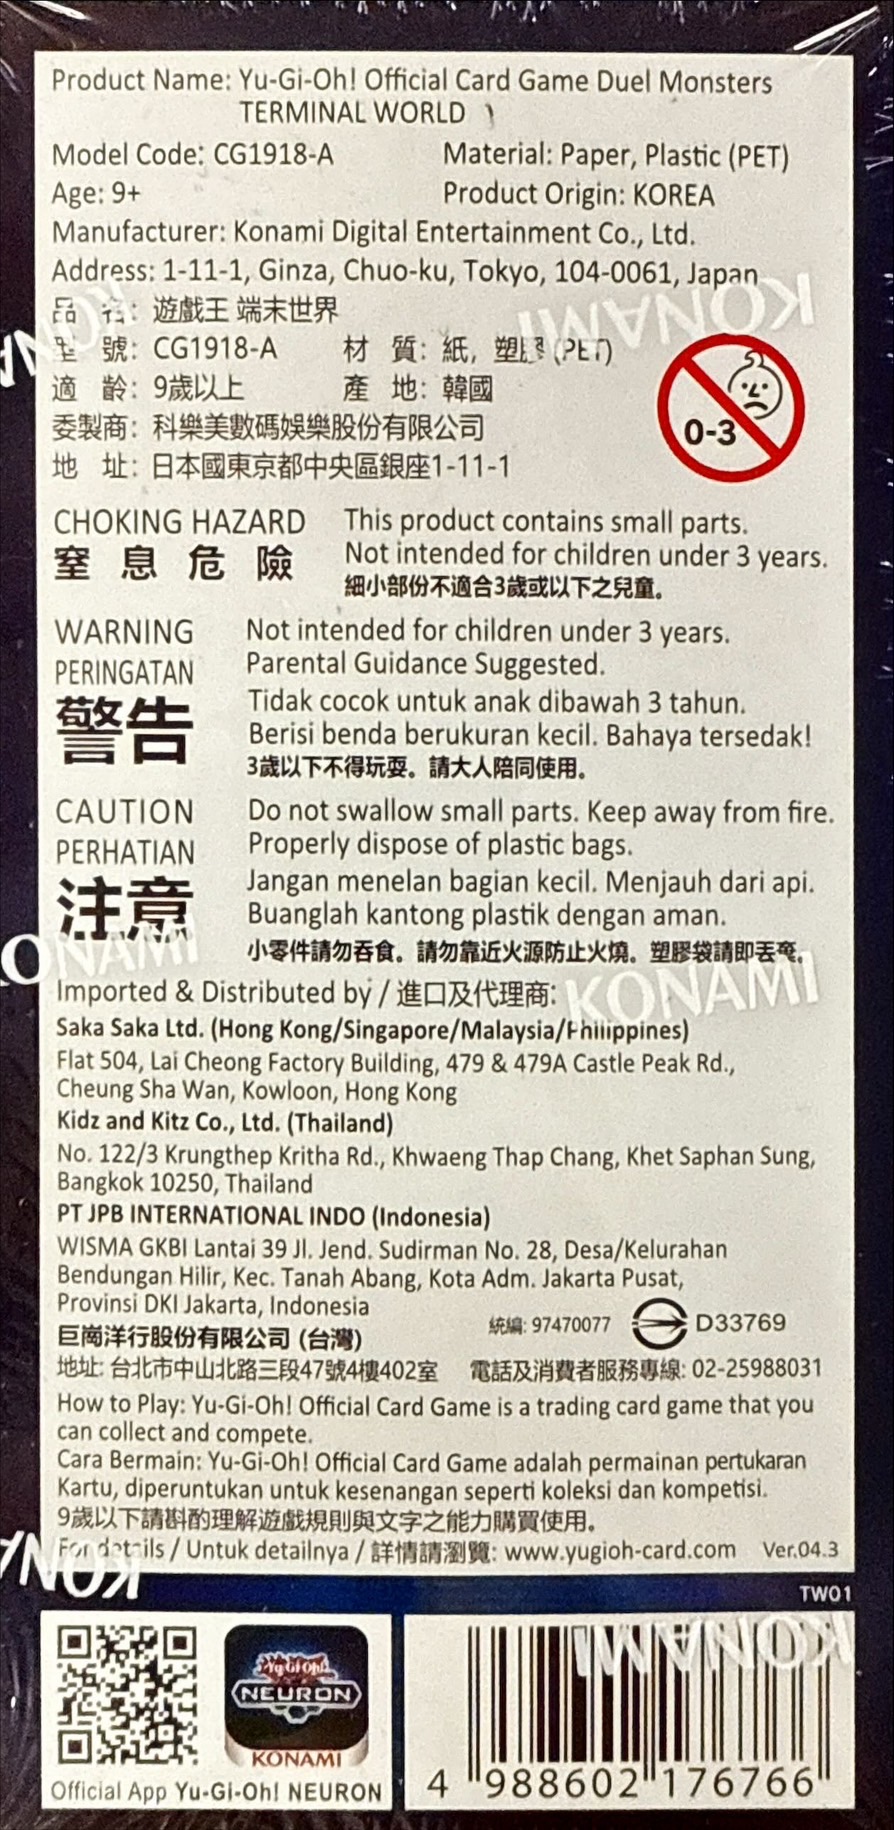 Product Name: Yu-Gi-Oh! Official Card Game Duel Monsters
TERMINAL WORLD
Model Code: CG1918-A Material: Paper, Plastic (PET)
Age: 9+ Product Origin: KOREA
Manufacturer: Konami Digital Entertainment Co., Ltd.
Address: 1-11-1, Ginza, Chuo-ku, Tokyo, 104-0061, Japan
品 名: 遊戲王 端末世界
型 號: CG1918-A 材 質: 紙, 塑膠 (PET)
適 齡: 9歲以上 產 地: 韓國
委製商: 科樂美數碼娛樂股份有限公司
地 址: 日本國東京都中央區銀座1-11-1
0-3
CHOKING HAZARD This product contains small parts.
窒息危險 Not intended for children under 3 years.
細小部份不適合3歲或以下之兒童。
WARNING Not intended for children under 3 years.
PERINGATAN Parental Guidance Suggested.
警告 Tidak cocok untuk anak dibawah 3 tahun.
Berisi benda berukuran kecil. Bahaya tersedak!
3歲以下不得玩耍。請大人陪同使用。
CAUTION Do not swallow small parts. Keep away from fire.
PERHATIAN Properly dispose of plastic bags.
注意 Jangan menelan bagian kecil. Menjauh dari api.
Buanglah kantong plastik dengan aman.
小零件請勿吞食。請勿靠近火源防止火燒。塑膠袋請即丟棄。
Imported & Distributed by / 進口及代理商:
Saka Saka Ltd. (Hong Kong/Singapore/Malaysia/Philippines)
Flat 504, Lai Cheong Factory Building, 479 & 479A Castle Peak Rd.,
Cheung Sha Wan, Kowloon, Hong Kong
Kidz and Kitz Co., Ltd. (Thailand)
No. 122/3 Krungthep Kritha Rd., Khwaeng Thap Chang, Khet Saphan Sung,
Bangkok 10250, Thailand
PT JPB INTERNATIONAL INDO (Indonesia)
WISMA GKBI Lantai 39 Jl. Jend. Sudirman No. 28, Desa/Kelurahan
Bendungan Hilir, Kec. Tanah Abang, Kota Adm. Jakarta Pusat,
Provinsi DKI Jakarta, Indonesia
巨崗洋行股份有限公司 (台灣) 統編: 97470077 D33769
地址: 台北市中山北路三段47號4樓402室 電話及消費者服務專線: 02-25988031
How to Play: Yu-Gi-Oh! Official Card Game is a trading card game that you
can collect and compete.
Cara Bermain: Yu-Gi-Oh! Official Card Game adalah permainan pertukaran
Kartu, diperuntukan untuk kesenangan seperti koleksi dan kompetisi.
9歲以下請斟酌理解遊戲規則與文字之能力購買使用。
For details / Untuk detailnya / 詳情請瀏覽: www.yugioh-card.com Ver.04.3
TW01
Yu-Gi-Oh!
NEURON
KONAMI
Official App Yu-Gi-Oh! NEURON
4 988602 176766
KONAMI
KONAMI
KONAMI
KONAMI
KONAMI
KONAMI